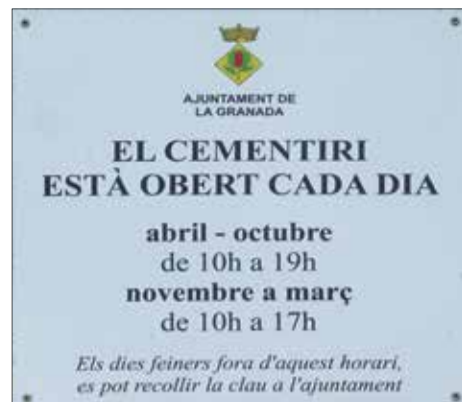 AJUNTAMENT DE
LA GRANADA
EL CEMENTIRI
ESTÀ OBERT CADA DIA
abril - octubre
de 10h a 19h
novembre a març
de 10h a 17h
Els dies feiners fora d'aquest horari,
es pot recollir la clau a l'ajuntament